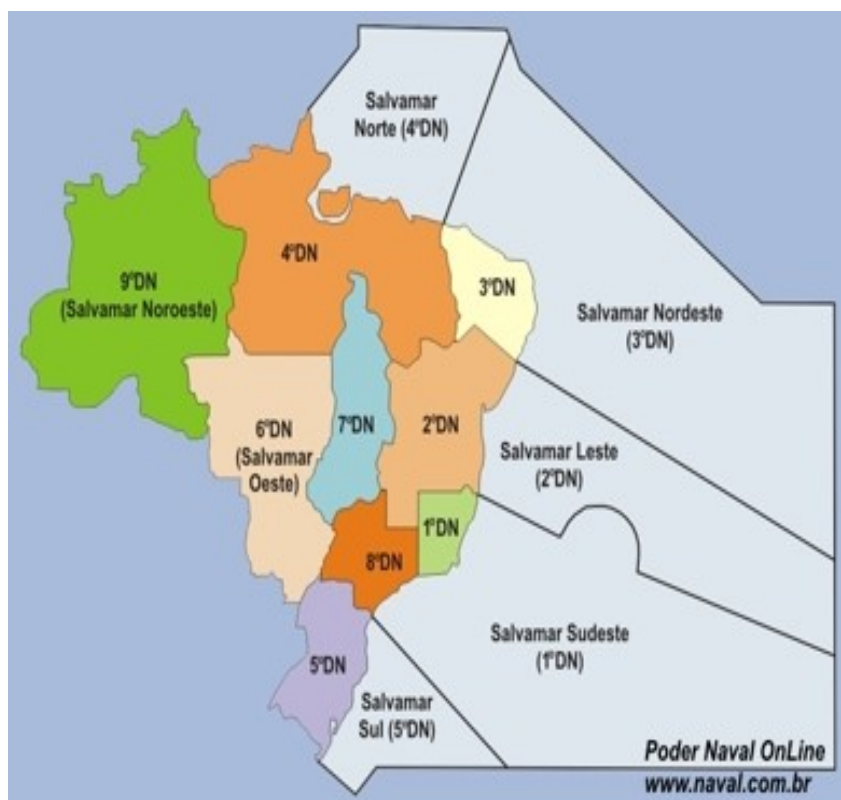 Salvamar
Norte (4ºDN)
4ºDN
9ºDN
(Salvamar Noroeste)
3ºDN
Salvamar Nordeste
(3ºDN)
6ºDN
(Salvamar
Oeste)
7ºDN
2ºDN
Salvamar Leste
(2ºDN)
1ºDN
8ºDN
Salvamar Sudeste
(1ºDN)
5ºDN
Salvamar
Sul (5ºDN)
Poder Naval OnLine
www.naval.com.br